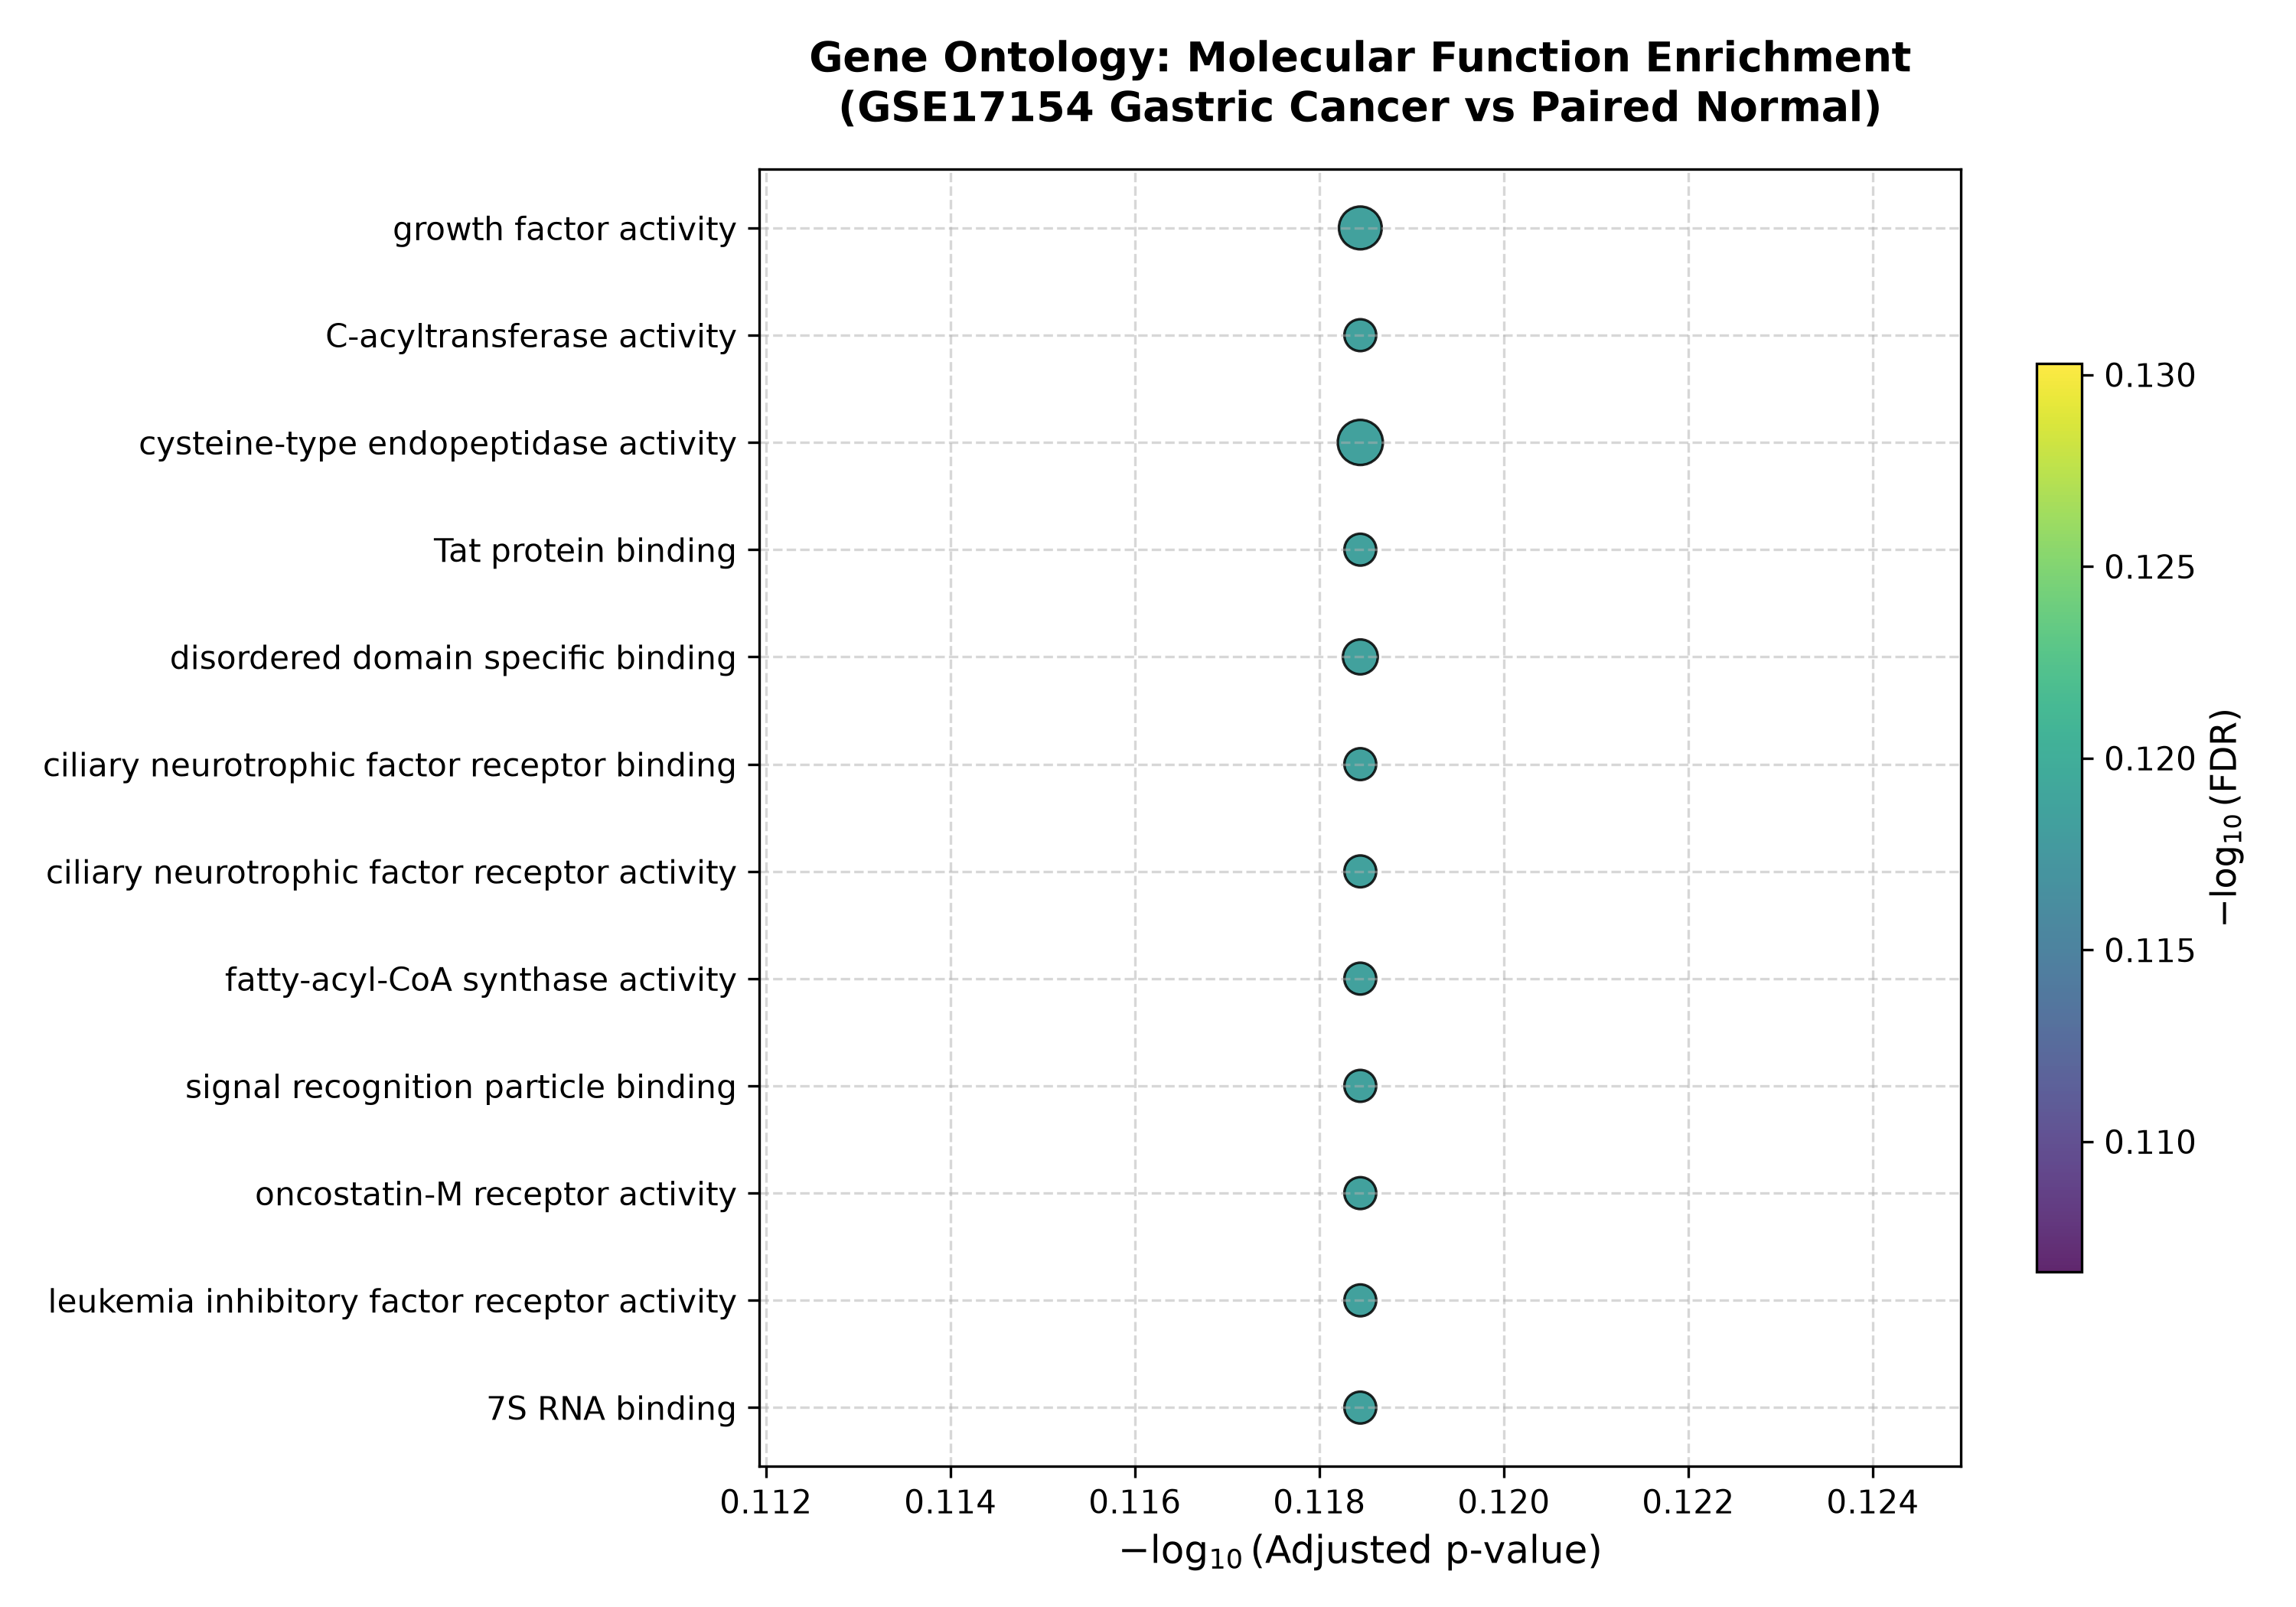 Gene Ontology: Molecular Function Enrichment
(GSE17154 Gastric Cancer vs Paired Normal)
growth factor activity
C-acyltransferase activity
cysteine-type endopeptidase activity
Tat protein binding
disordered domain specific binding
ciliary neurotrophic factor receptor binding
ciliary neurotrophic factor receptor activity
fatty-acyl-CoA synthase activity
signal recognition particle binding
oncostatin-M receptor activity
leukemia inhibitory factor receptor activity
7S RNA binding
0.112 0.114 0.116 0.118 0.120 0.122 0.124
−log₁₀ (Adjusted p-value)
0.130
0.125
0.120
0.115
0.110
−log₁₀ (FDR)